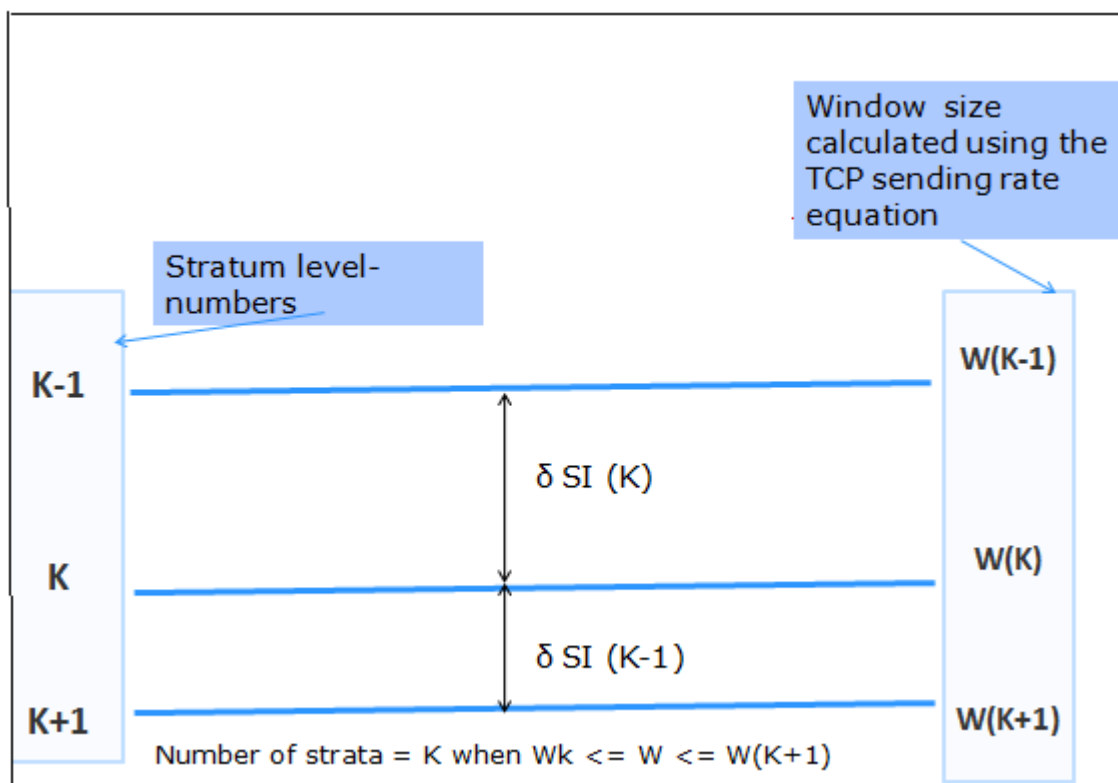 Window size
calculated using the
TCP sending rate
equation
Stratum level-
numbers
K-1
W(K-1)
δ SI (K)
K
W(K)
δ SI (K-1)
K+1
W(K+1)
Number of strata = K when Wk <= W <= W(K+1)